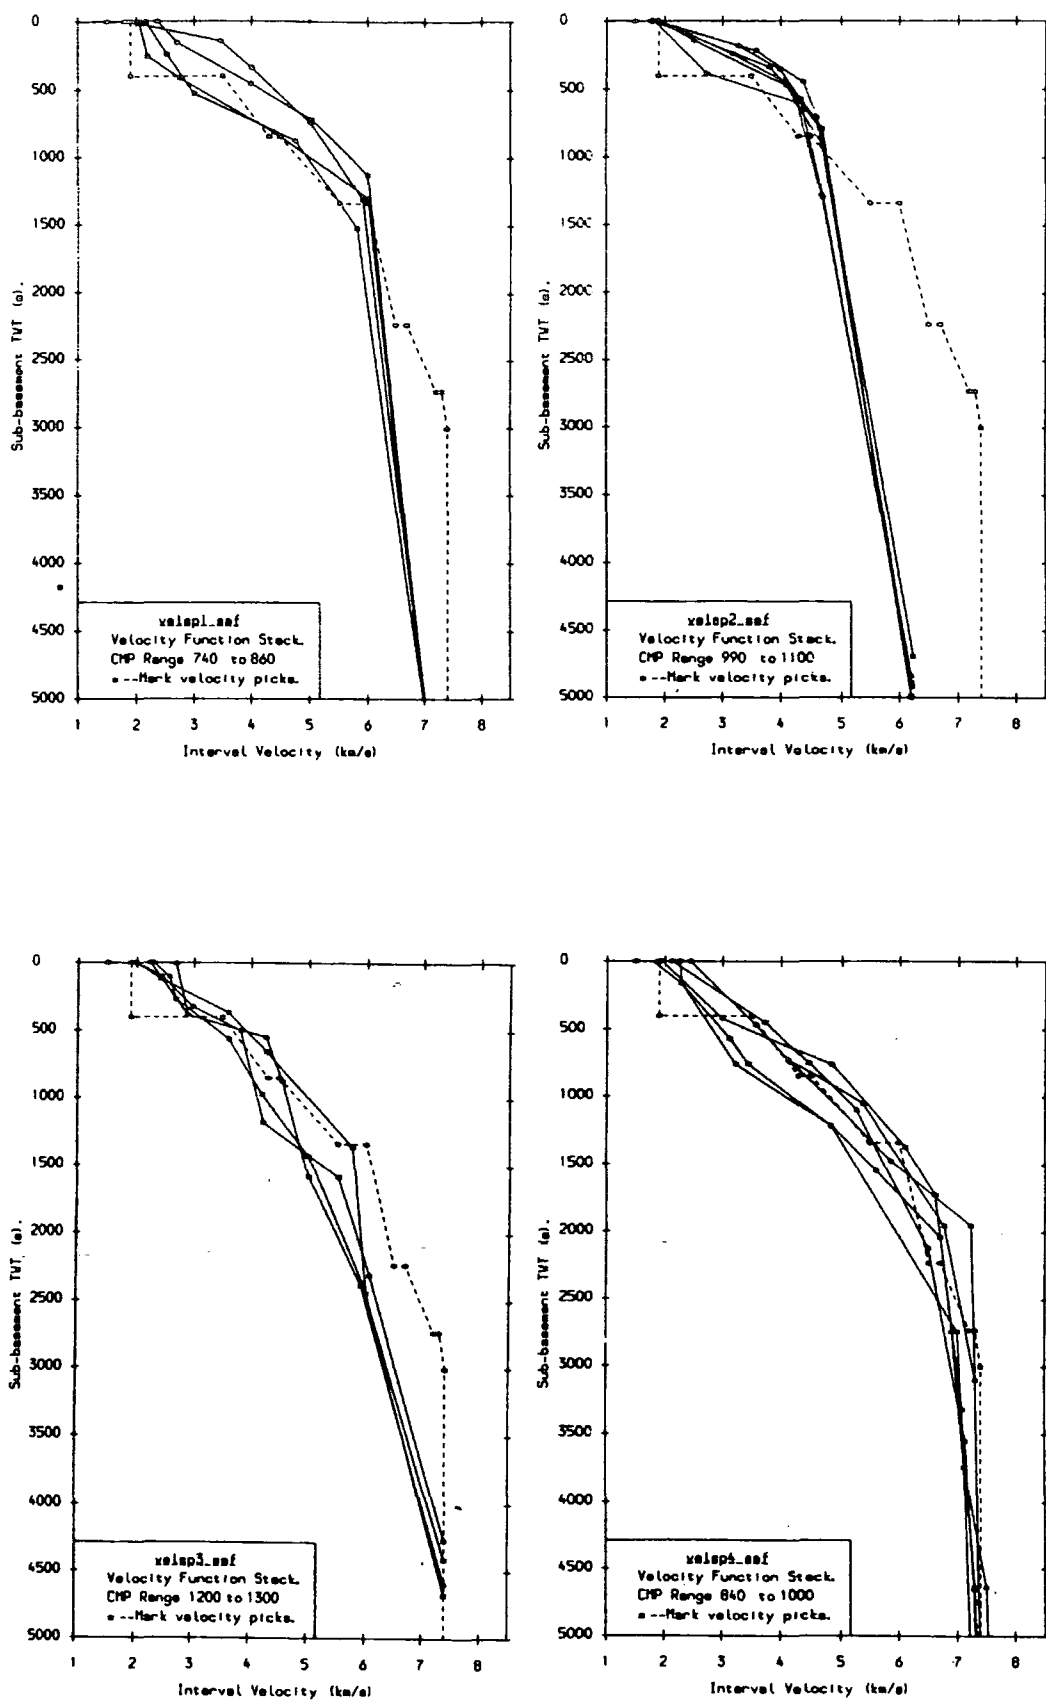 0
500
1000
1500
2000
2500
3000
3500
4000
4500
5000
Sub-basement TWT (s).
velsp1_saf
Velocity Function Stack.
CMP Range 740 to 860
--Mark velocity picks.
1 2 3 4 5 6 7 8
Interval Velocity (km/s)
0
500
1000
1500
2000
2500
3000
3500
4000
4500
5000
Sub-basement TWT (s).
velsp2_saf
Velocity Function Stack.
CMP Range 990 to 1100
--Mark velocity picks.
1 2 3 4 5 6 7 8
Interval Velocity (km/s)
0
500
1000
1500
2000
2500
3000
3500
4000
4500
5000
Sub-basement TWT (s).
velsp3_saf
Velocity Function Stack.
CMP Range 1200 to 1300
--Mark velocity picks.
1 2 3 4 5 6 7 8
Interval Velocity (km/s)
0
500
1000
1500
2000
2500
3000
3500
4000
4500
5000
Sub-basement TWT (s).
velsp4_saf
Velocity Function Stack.
CMP Range 840 to 1000
--Mark velocity picks.
1 2 3 4 5 6 7 8
Interval Velocity (km/s)